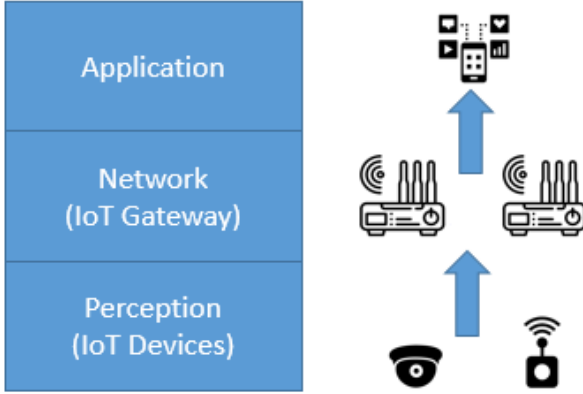 Application
Network
(IoT Gateway)
Perception
(IoT Devices)